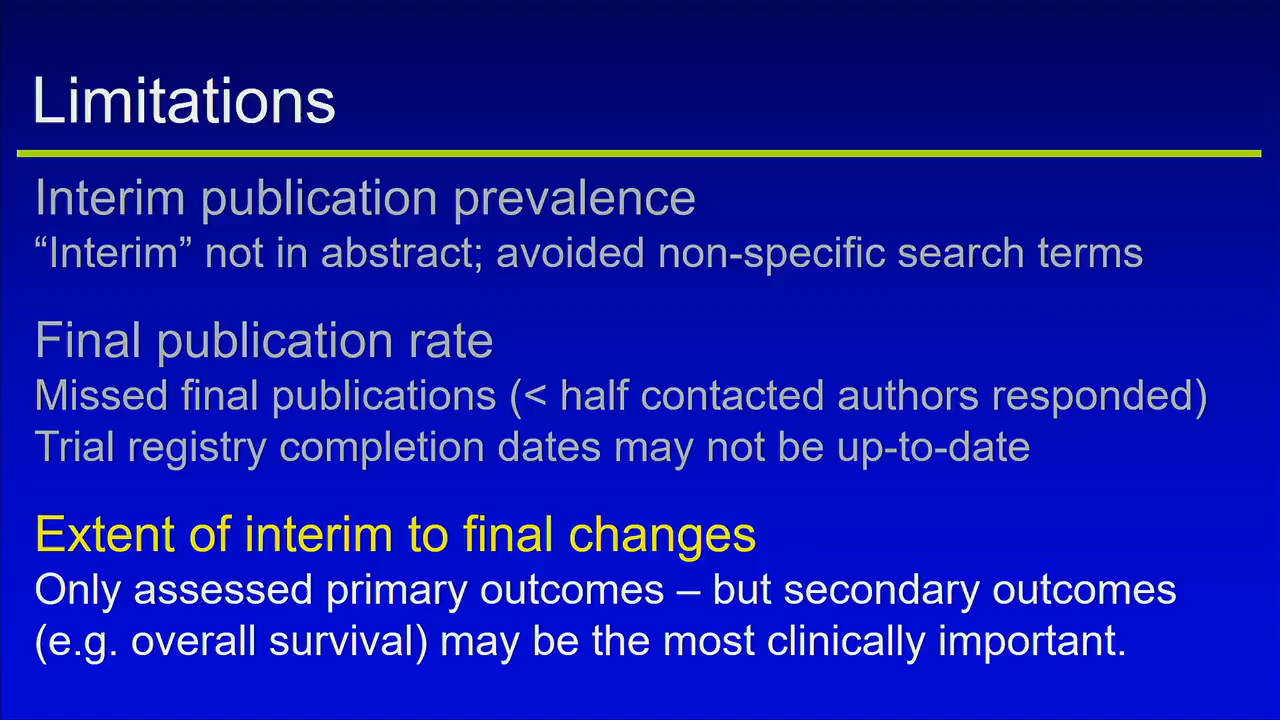 Limitations
Interim publication prevalence
“Interim” not in abstract; avoided non-specific search terms
Final publication rate
Missed final publications (< half contacted authors responded)
Trial registry completion dates may not be up-to-date
Extent of interim to final changes
Only assessed primary outcomes – but secondary outcomes
(e.g. overall survival) may be the most clinically important.